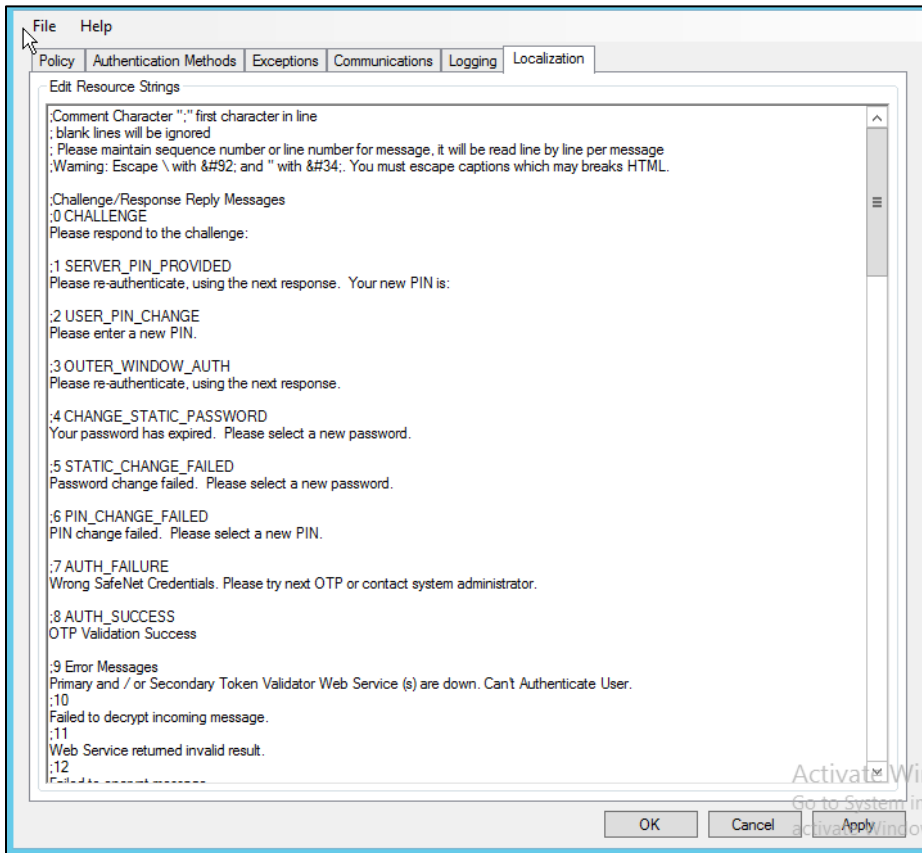 File Help
Policy Authentication Methods Exceptions Communications Logging Localization
Edit Resource Strings
;Comment Character ";" first character in line
; blank lines will be ignored
; Please maintain sequence number or line number for message, it will be read line by line per message
;Warning: Escape \ with &#92; and " with &#34;. You must escape captions which may breaks HTML.
;Challenge/Response Reply Messages
;0 CHALLENGE
Please respond to the challenge:
;1 SERVER_PIN_PROVIDED
Please re-authenticate, using the next response.  Your new PIN is:
;2 USER_PIN_CHANGE
Please enter a new PIN.
;3 OUTER_WINDOW_AUTH
Please re-authenticate, using the next response.
;4 CHANGE_STATIC_PASSWORD
Your password has expired.  Please select a new password.
;5 STATIC_CHANGE_FAILED
Password change failed.  Please select a new password.
;6 PIN_CHANGE_FAILED
PIN change failed.  Please select a new PIN.
;7 AUTH_FAILURE
Wrong SafeNet Credentials. Please try next OTP or contact system administrator.
;8 AUTH_SUCCESS
OTP Validation Success
;9 Error Messages
Primary and / or Secondary Token Validator Web Service (s) are down. Can't Authenticate User.
;10
Failed to decrypt incoming message.
;11
Web Service returned invalid result.
;12
Failed to encrypt message
Activate Wi
Go to System in
activate Windo
OK Cancel Apply